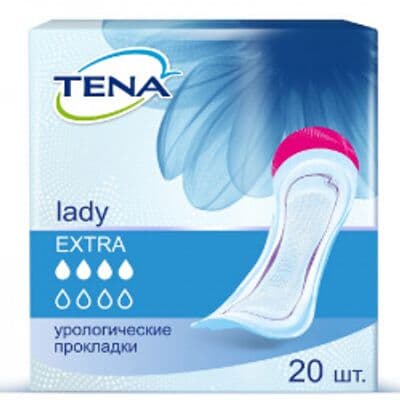 TENA
lady
EXTRA
урологические
прокладки
20 шт.